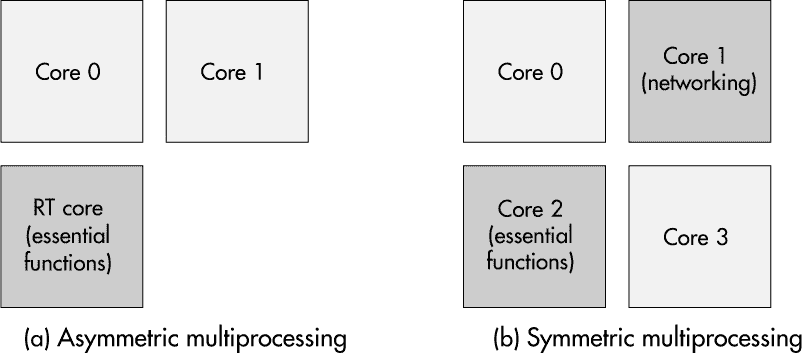 Core 0
Core 1
RT core
(essential
functions)
(a) Asymmetric multiprocessing
Core 0
Core 1
(networking)
Core 2
(essential
functions)
Core 3
(b) Symmetric multiprocessing